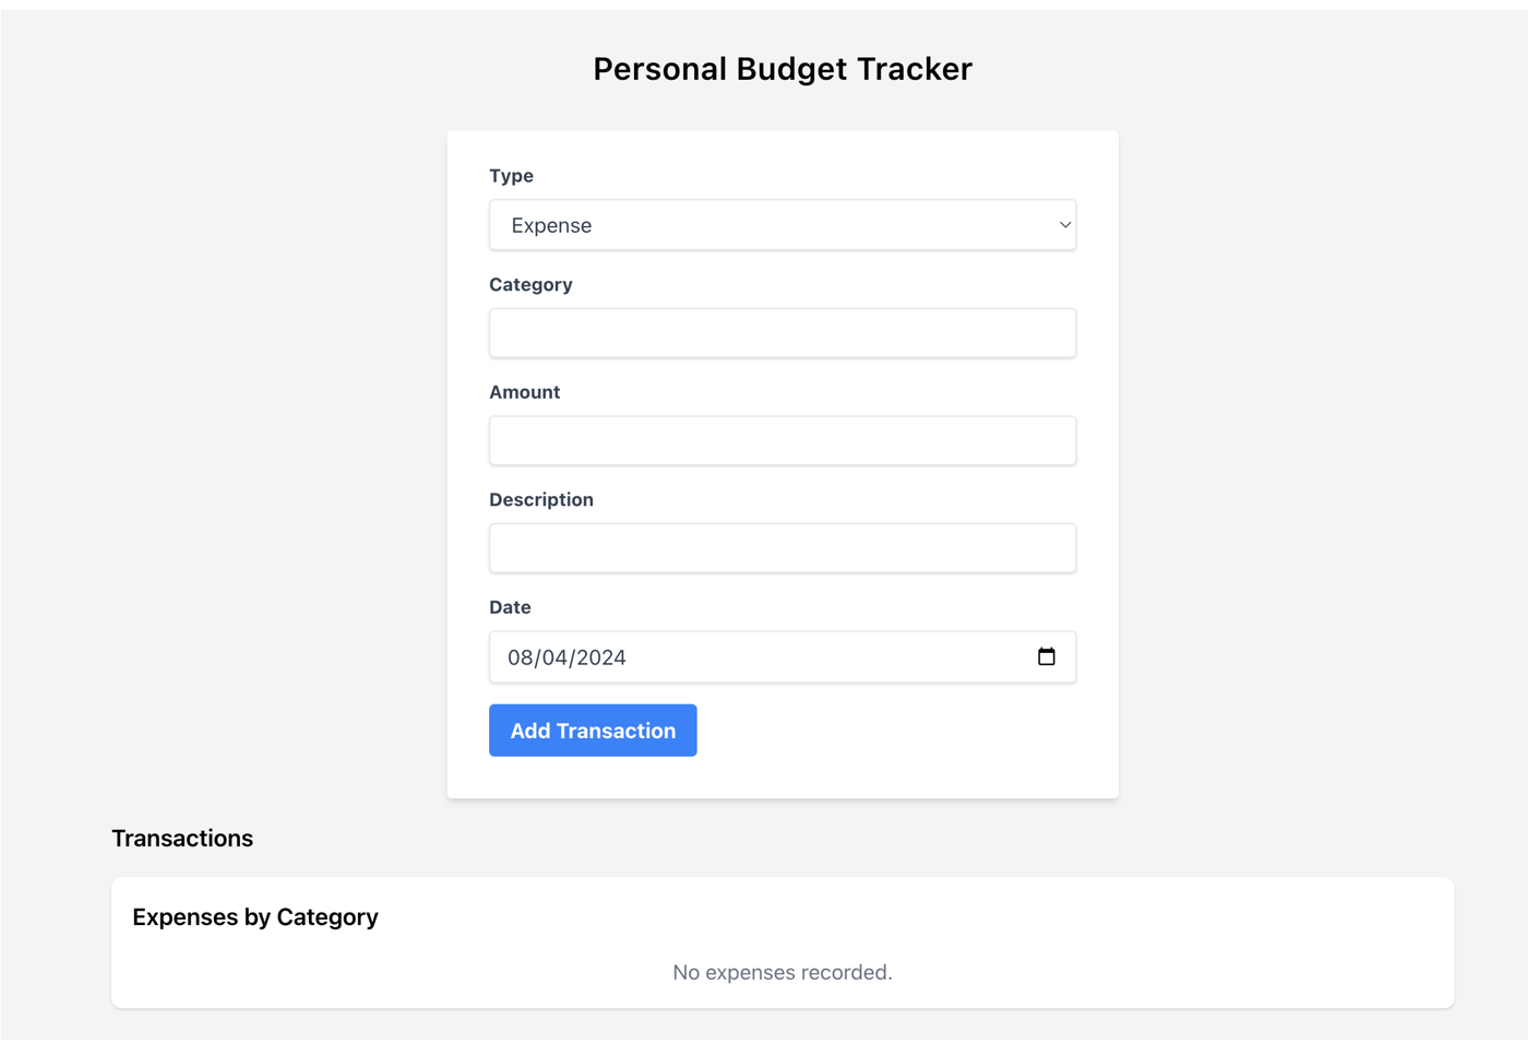 Personal Budget Tracker
Type
Expense
Category
Amount
Description
Date
08/04/2024
Add Transaction
Transactions
Expenses by Category
No expenses recorded.